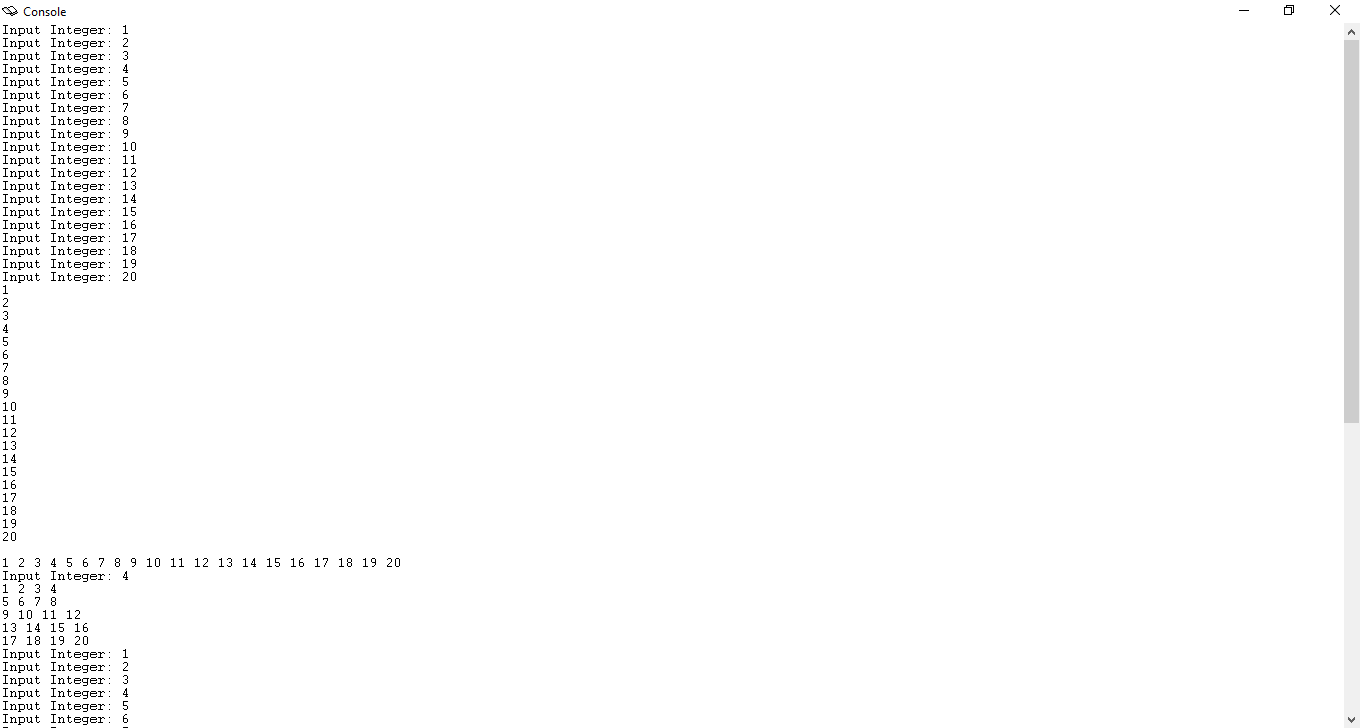 Console
Input Integer: 1
Input Integer: 2
Input Integer: 3
Input Integer: 4
Input Integer: 5
Input Integer: 6
Input Integer: 7
Input Integer: 8
Input Integer: 9
Input Integer: 10
Input Integer: 11
Input Integer: 12
Input Integer: 13
Input Integer: 14
Input Integer: 15
Input Integer: 16
Input Integer: 17
Input Integer: 18
Input Integer: 19
Input Integer: 20
1
2
3
4
5
6
7
8
9
10
11
12
13
14
15
16
17
18
19
20
1 2 3 4 5 6 7 8 9 10 11 12 13 14 15 16 17 18 19 20
Input Integer: 4
1 2 3 4
5 6 7 8
9 10 11 12
13 14 15 16
17 18 19 20
Input Integer: 1
Input Integer: 2
Input Integer: 3
Input Integer: 4
Input Integer: 5
Input Integer: 6